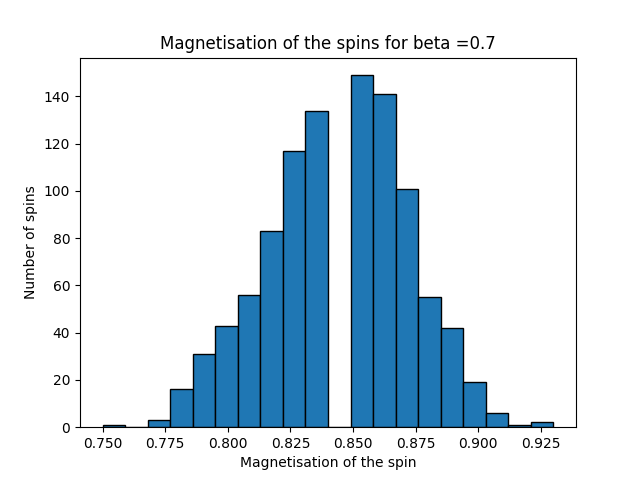 Magnetisation of the spins for beta =0.7
140
120
100
80
60
40
20
0
Number of spins
0.750 0.775 0.800 0.825 0.850 0.875 0.900 0.925
Magnetisation of the spin